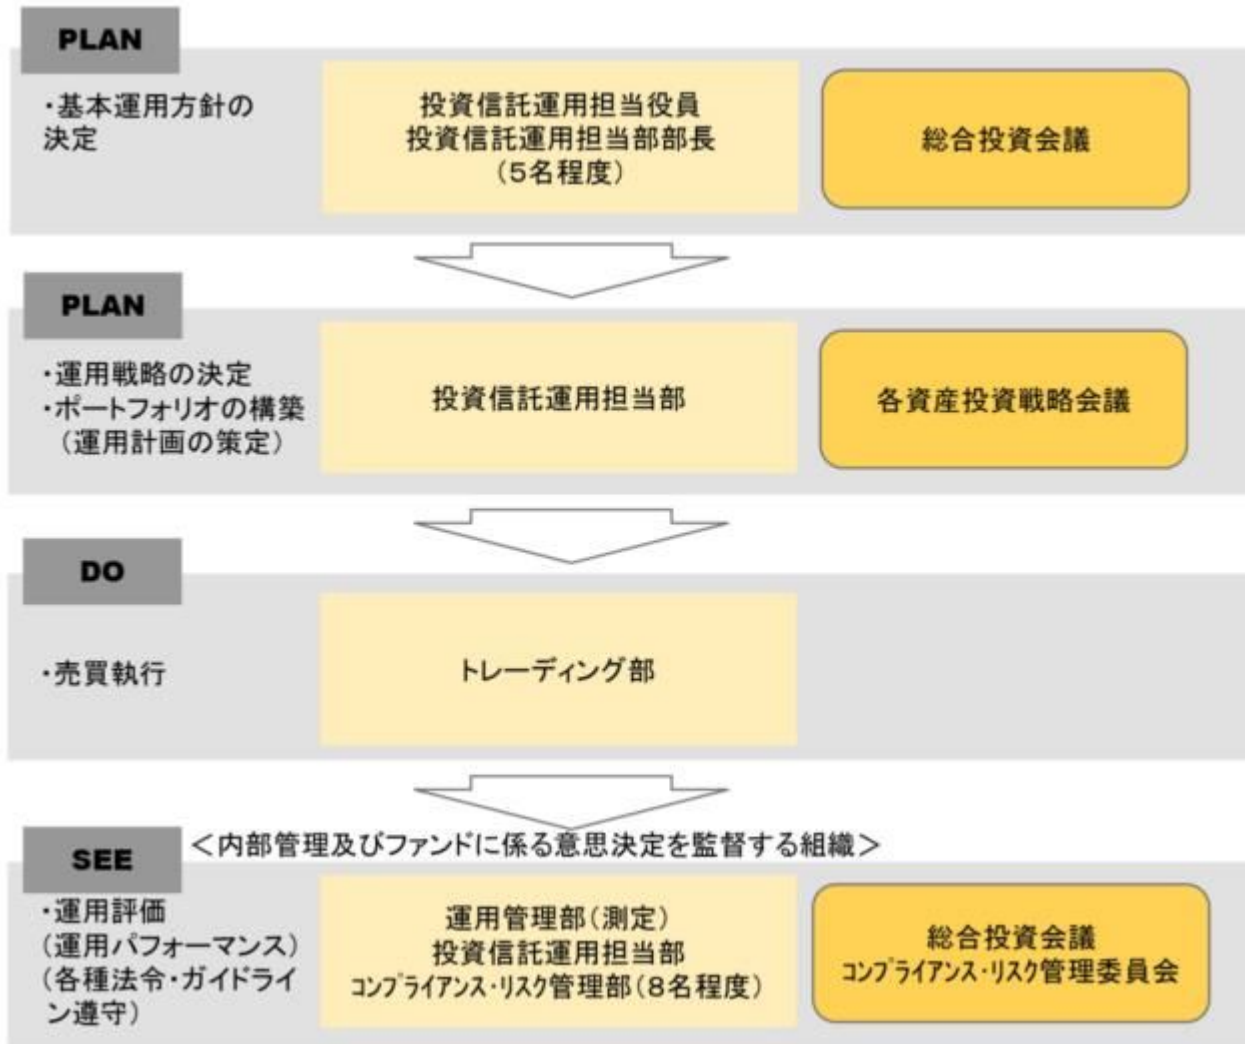 PLAN
・基本運用方針の
決定
投資信託運用担当役員
投資信託運用担当部部長
(5名程度)
総合投資会議
PLAN
・運用戦略の決定
・ポートフォリオの構築
(運用計画の策定)
投資信託運用担当部
各資産投資戦略会議
DO
・売買執行
トレーディング部
SEE
<内部管理及びファンドに係る意思決定を監督する組織>
・運用評価
(運用パフォーマンス)
(各種法令・ガイドライ
ン遵守)
運用管理部(測定)
投資信託運用担当部
コンプライアンス・リスク管理部(8名程度)
総合投資会議
コンプライアンス・リスク管理委員会